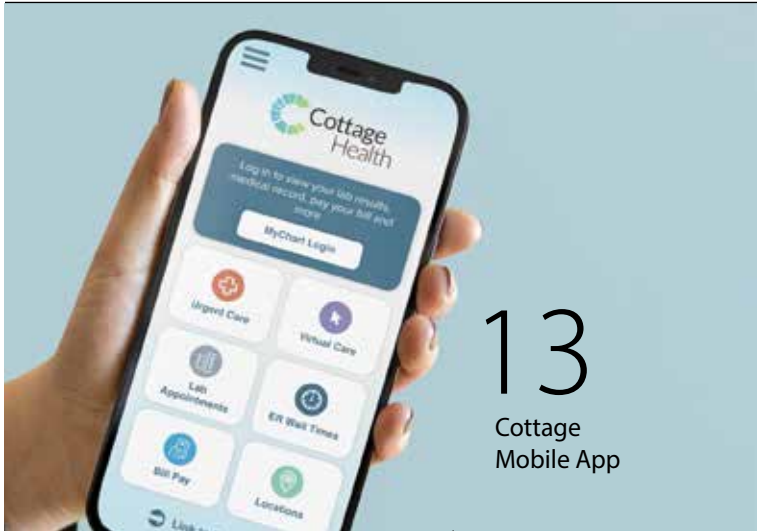 Cottage
Health
Log in to view your lab results,
medical record, pay your bill and
more
MyChart Login
Urgent Care
Virtual Care
Lab
Appointments
ER Wait Times
Bill Pay
Locations
13
Cottage
Mobile App